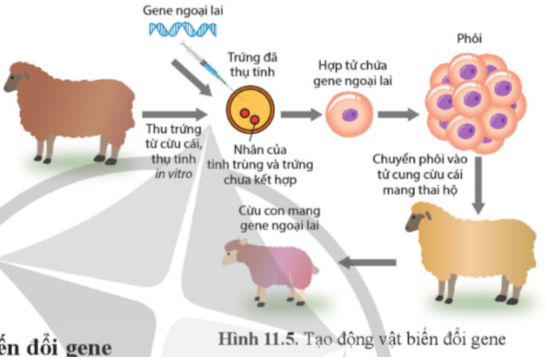 Gene ngoại lai
Trứng đã
thụ tinh
Hợp tử chứa
gene ngoại lai
Phôi
Thu trứng
từ cừu cái,
thụ tinh
in vitro
Nhân của
tinh trùng và trứng
chưa kết hợp
Chuyển phôi vào
tử cung cừu cái
mang thai hộ
Cừu con mang
gene ngoại lai
Hình 11.5. Tạo động vật biến đổi gene
ến đổi gene